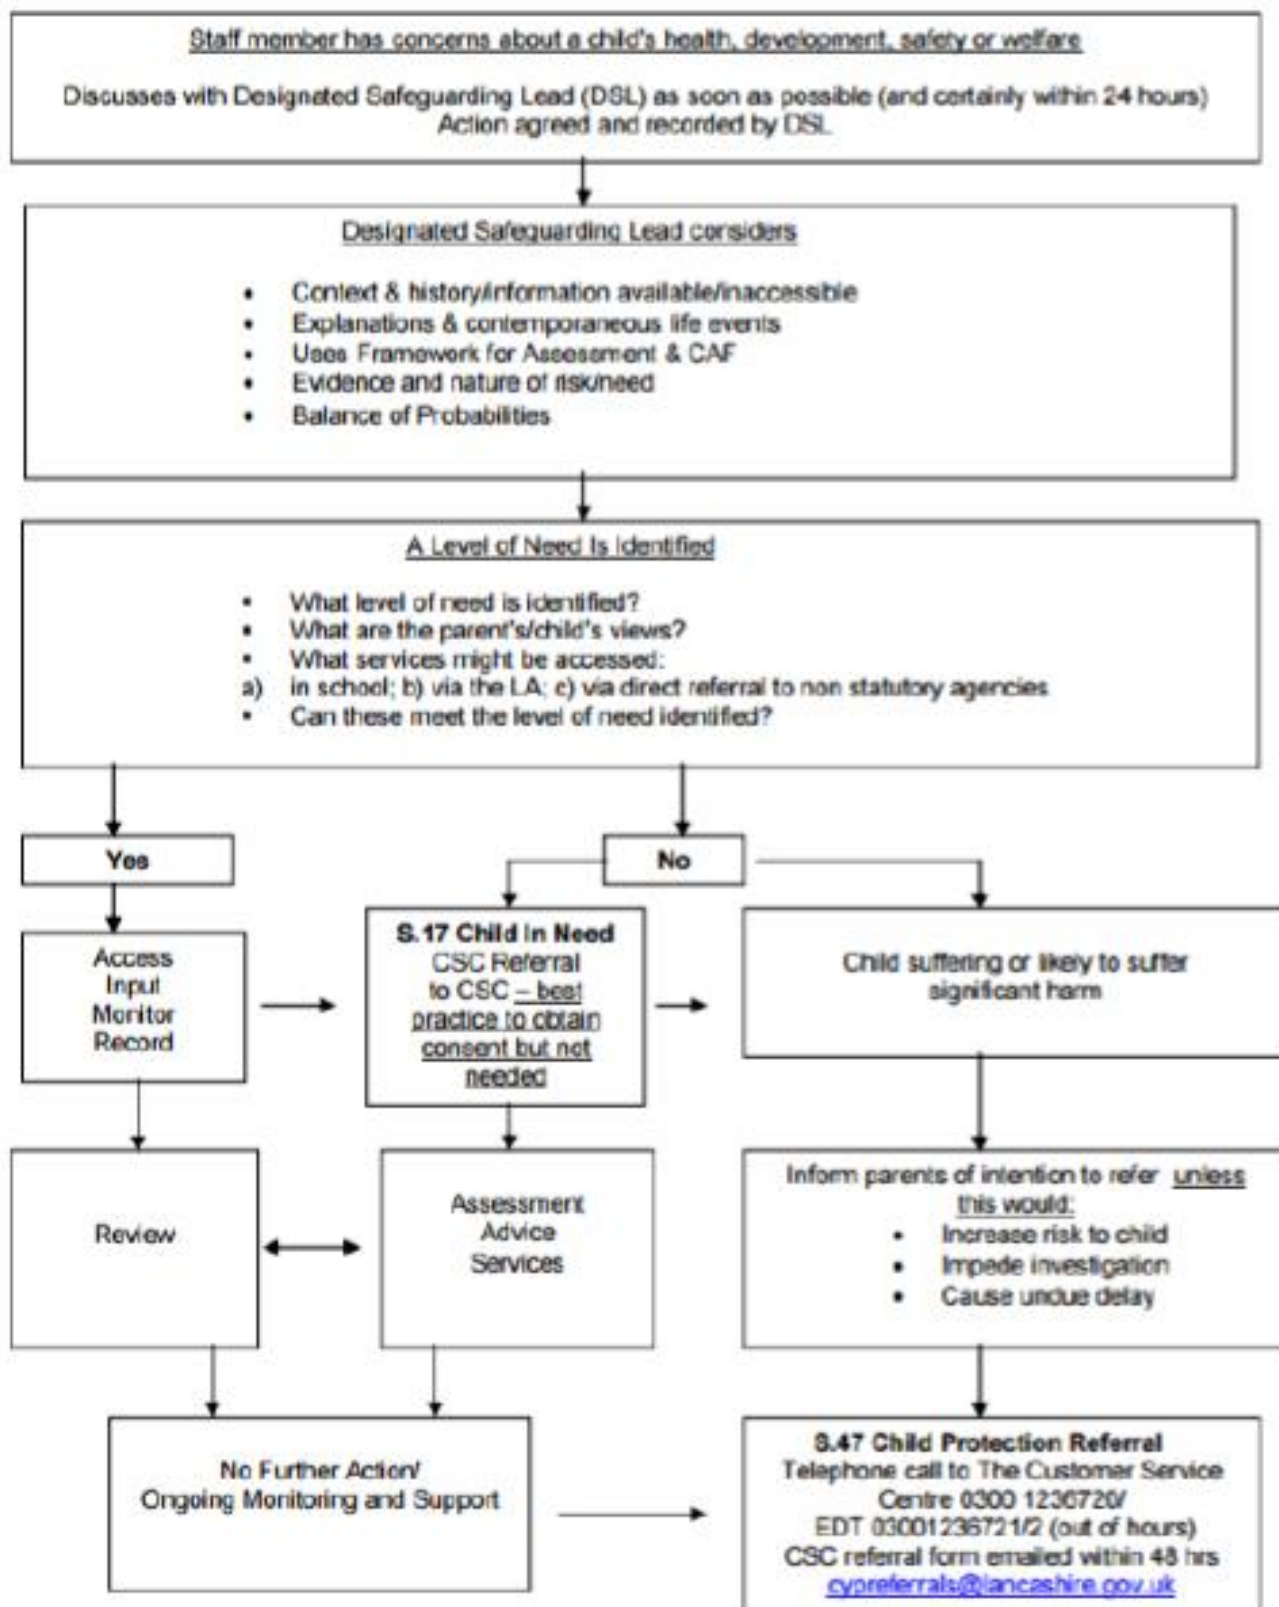 Staff member has concerns about a child's health, development, safety or welfare
Discusses with Designated Safeguarding Lead (DSL) as soon as possible (and certainly within 24 hours)
Action agreed and recorded by DSL
Designated Safeguarding Lead considers
• Context & history/information available/inaccessible
• Explanations & contemporaneous life events
• Uses Framework for Assessment & CAF
• Evidence and nature of risk/need
• Balance of Probabilities
A Level of Need Is Identified
• What level of need is identified?
• What are the parent's/child's views?
• What services might be accessed:
a) in school; b) via the LA; c) via direct referral to non statutory agencies
• Can these meet the level of need identified?
Yes
No
Access
Input
Monitor
Record
S.17 Child In Need
CSC Referral
to CSC – best
practice to obtain
consent but not
needed
Child suffering or likely to suffer
significant harm
Review
Assessment
Advice
Services
Inform parents of intention to refer unless
this would:
• Increase risk to child
• Impede investigation
• Cause undue delay
No Further Action/
Ongoing Monitoring and Support
S.47 Child Protection Referral
Telephone call to The Customer Service
Centre 0300 1236720/
EDT 03001236721/2 (out of hours)
CSC referral form emailed within 48 hrs
cypreferrals@lancashire.gov.uk